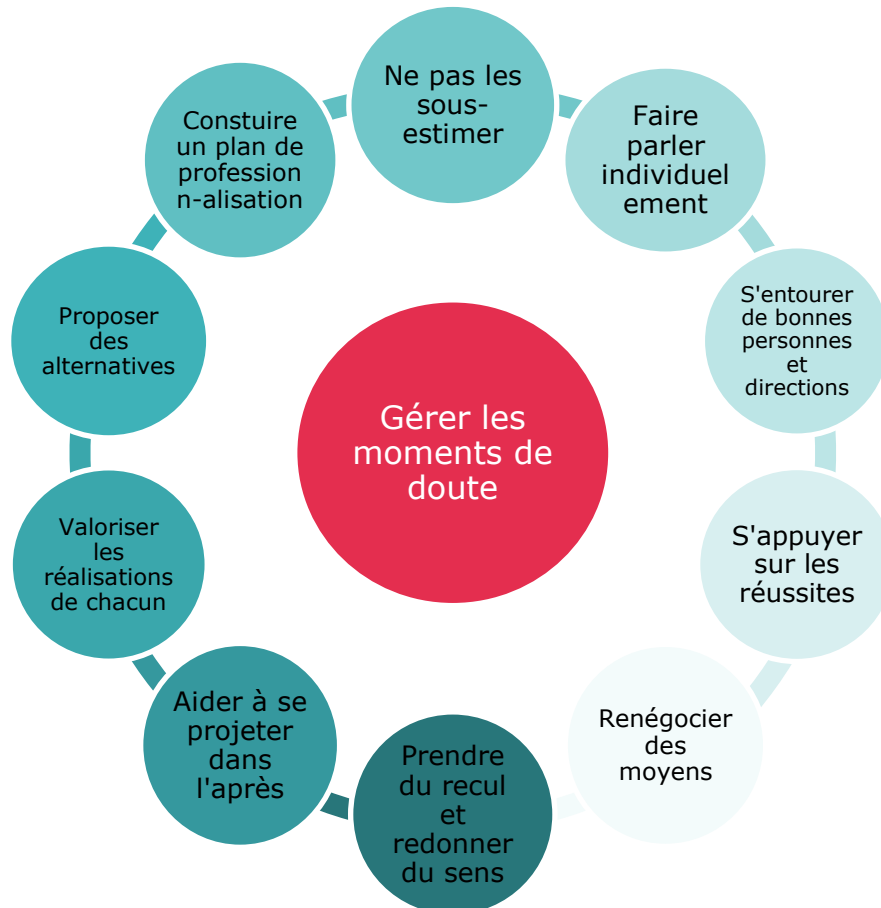 Ne pas les
sous-
estimer
Faire
parler
individuel
ement
S'entourer
de bonnes
personnes
et
directions
S'appuyer
sur les
réussites
Renégocier
des
moyens
Prendre
du recul
et
redonner
du sens
Aider à se
projeter
dans
l'après
Valoriser
les
réalisations
de chacun
Proposer
des
alternatives
Constuire
un plan de
profession
n-alisation
Gérer les
moments de
doute